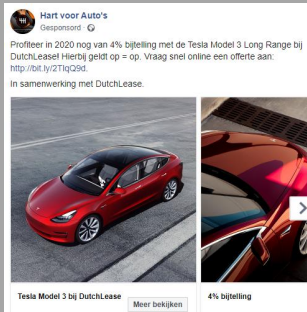 Hart voor Auto's
Gesponsord ·
Profiteer in 2020 nog van 4% bijtelling met de Tesla Model 3 Long Range bij
DutchLease! Hierbij geldt op = op. Vraag snel online een offerte aan:
http://bit.ly/2TIqQ9d.
In samenwerking met DutchLease.
Tesla Model 3 bij DutchLease
Meer bekijken
4% bijtelling